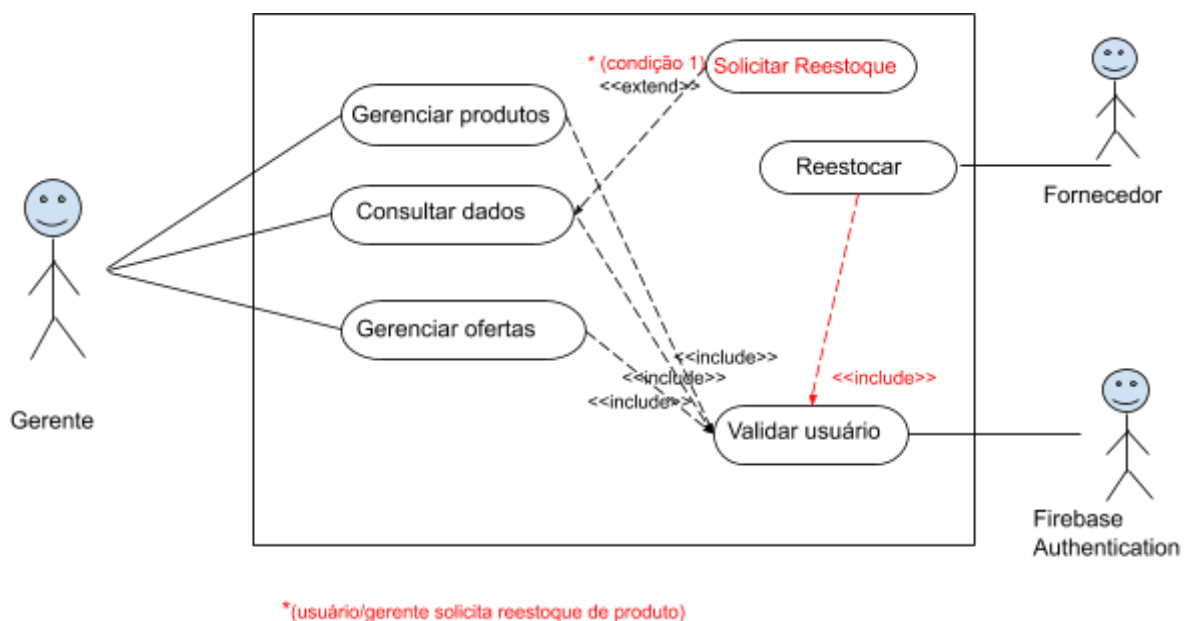 * (condição 1)
Solicitar Reestoque
<<extend>>
Gerenciar produtos
Reestocar
Fornecedor
Consultar dados
Gerenciar ofertas
<<include>>
<<include>>
<<include>>
<<include>>
Gerente
Validar usuário
Firebase
Authentication
*(usuário/gerente solicita reestoque de produto)